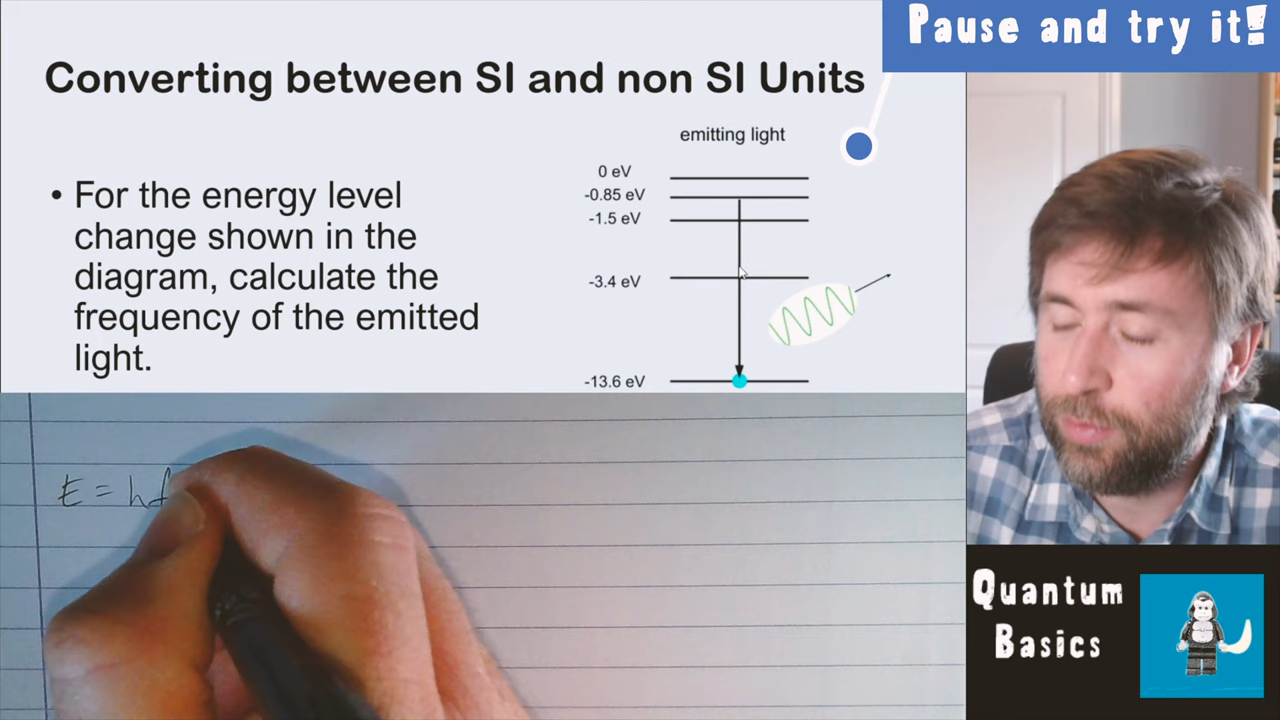 Pause and try it!
Converting between SI and non SI Units
emitting light
0 eV
-0.85 eV
-1.5 eV
-3.4 eV
-13.6 eV
• For the energy level
change shown in the
diagram, calculate the
frequency of the emitted
light.
E = hf
Quantum
Basics